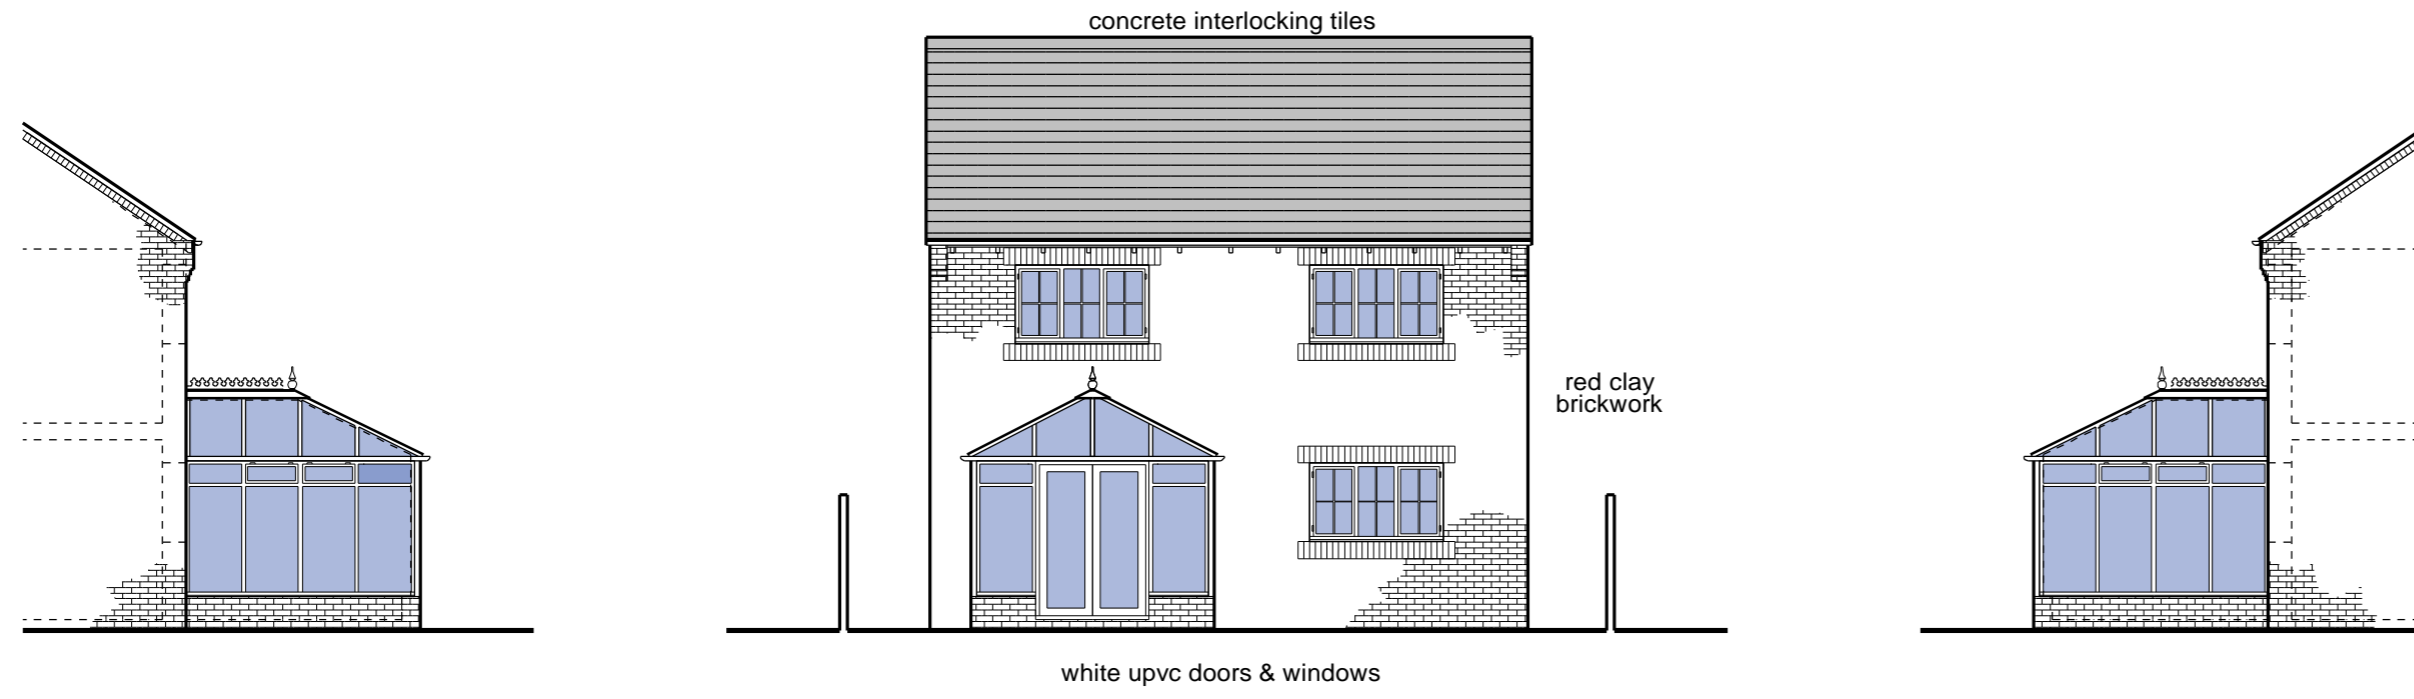 concrete interlocking tiles
red clay
brickwork
white upvc doors & windows